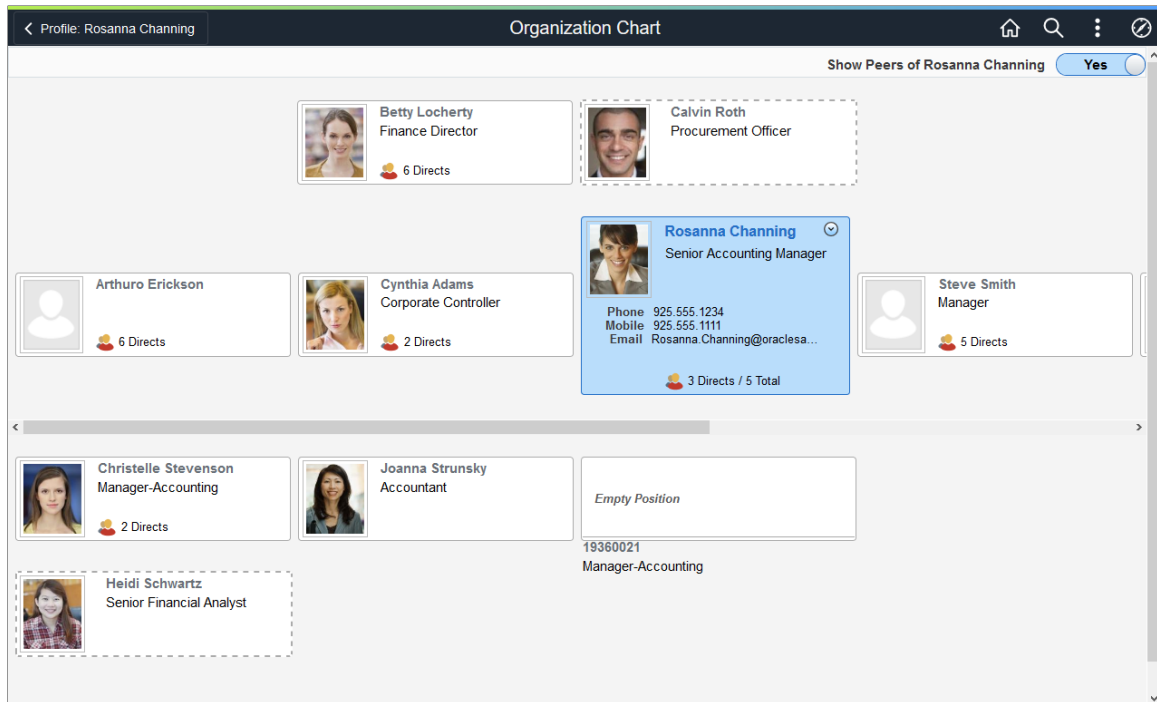 Profile: Rosanna Channing
Organization Chart
Show Peers of Rosanna Channing
Yes
Betty Locherty
Finance Director
6 Directs
Calvin Roth
Procurement Officer
Arthuro Erickson
6 Directs
Cynthia Adams
Corporate Controller
2 Directs
Rosanna Channing
Senior Accounting Manager
Phone 925.555.1234
Mobile 925.555.1111
Email Rosanna.Channing@oraclesa...
3 Directs / 5 Total
Steve Smith
Manager
5 Directs
Christelle Stevenson
Manager-Accounting
2 Directs
Joanna Strunsky
Accountant
Empty Position
19360021
Manager-Accounting
Heidi Schwartz
Senior Financial Analyst